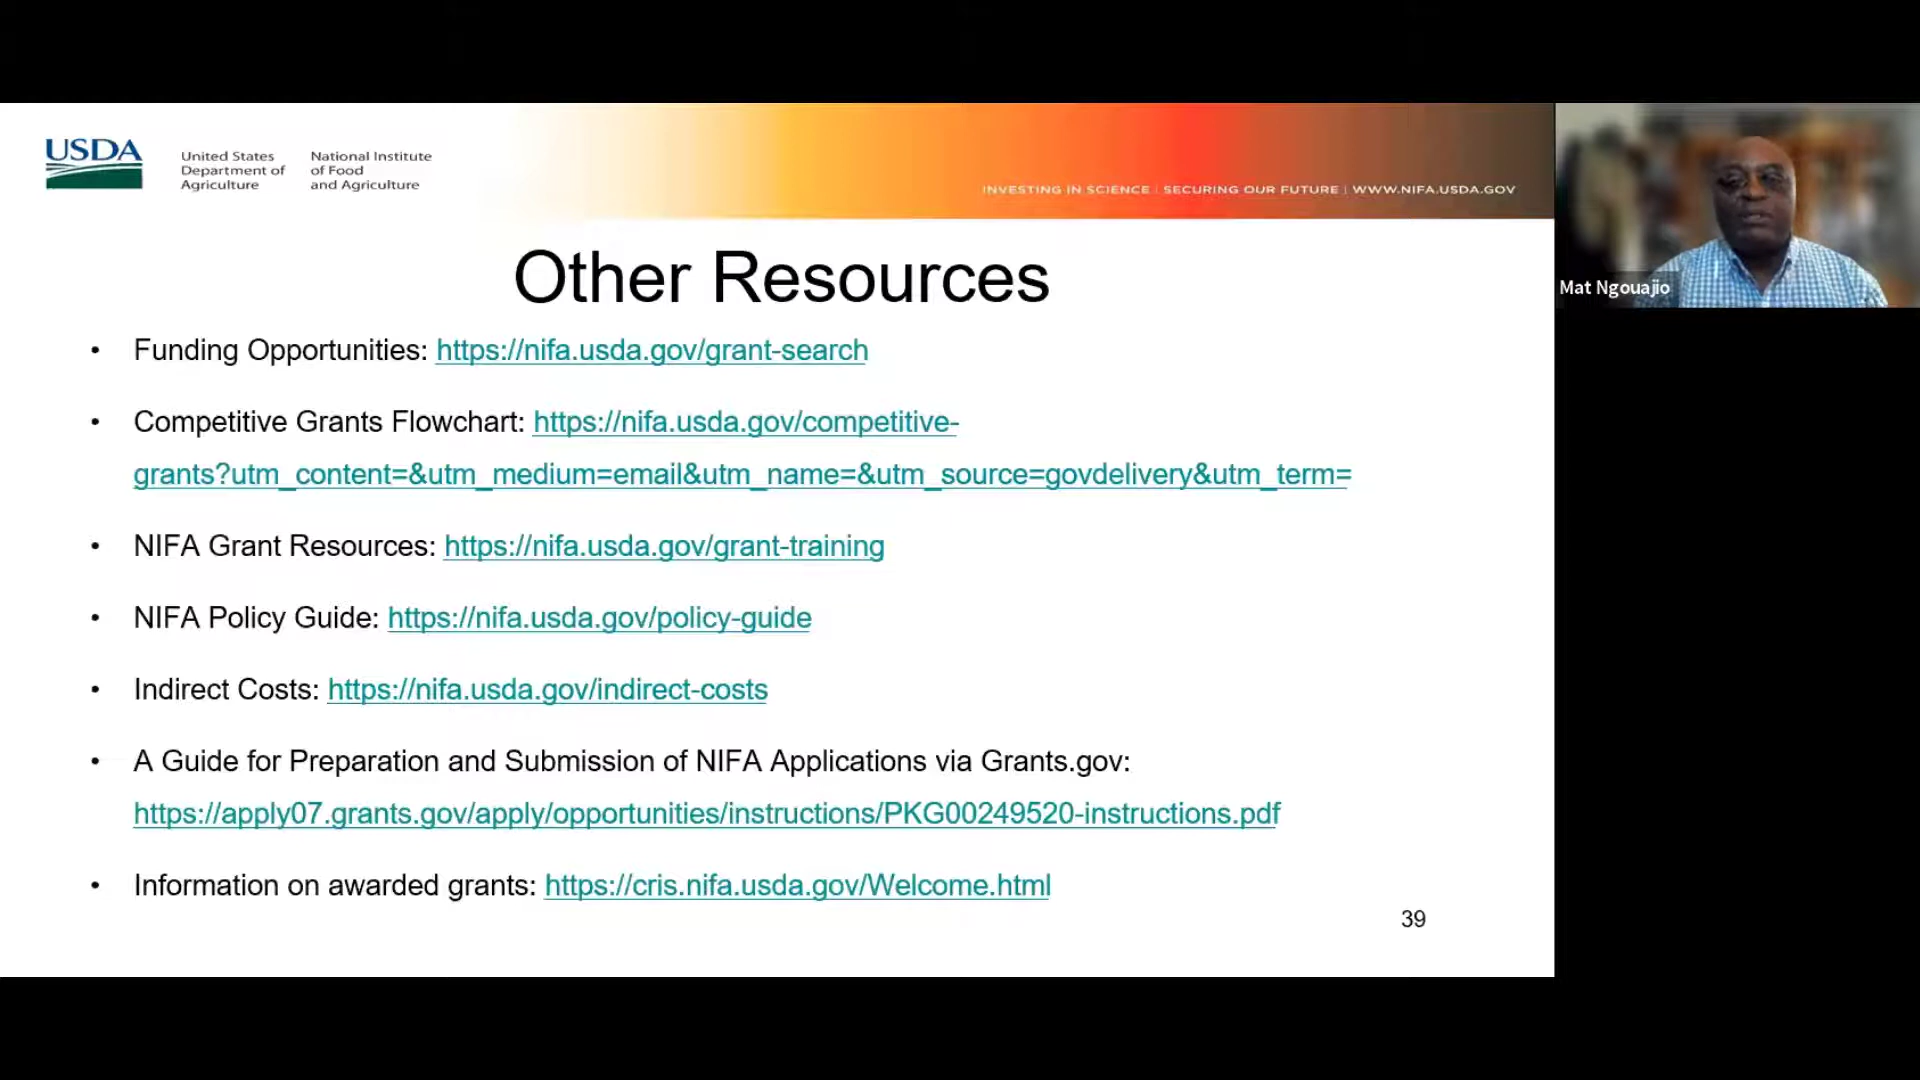 USDA
United States
Department of
Agriculture
National Institute
of Food
and Agriculture
INVESTING IN SCIENCE | SECURING OUR FUTURE | WWW.NIFA.USDA.GOV
Mat Ngouajio
Other Resources
• Funding Opportunities: https://nifa.usda.gov/grant-search
• Competitive Grants Flowchart: https://nifa.usda.gov/competitive-
grants?utm_content=&utm_medium=email&utm_name=&utm_source=govdelivery&utm_term=
• NIFA Grant Resources: https://nifa.usda.gov/grant-training
• NIFA Policy Guide: https://nifa.usda.gov/policy-guide
• Indirect Costs: https://nifa.usda.gov/indirect-costs
• A Guide for Preparation and Submission of NIFA Applications via Grants.gov:
https://apply07.grants.gov/apply/opportunities/instructions/PKG00249520-instructions.pdf
• Information on awarded grants: https://cris.nifa.usda.gov/Welcome.html
39